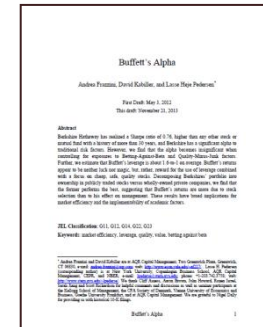 Buffett's Alpha
Andrea Frazzini, David Kabiller, and Lasse Heje Pedersen*
First Draft: May 3, 2012
This draft: November 21, 2013
Abstract
Berkshire Hathaway has realized a Sharpe ratio of 0.76, higher than any other stock or
mutual fund with a history of more than 30 years, and Berkshire has a significant alpha to
traditional risk factors. However, we find that the alpha becomes insignificant when
controlling for exposures to Betting-Against-Beta and Quality-Minus-Junk factors.
Further, we estimate that Buffett's leverage is about 1.6-to-1 on average. Buffett's returns
appear to be neither luck nor magic, but, rather, reward for the use of leverage combined
with a focus on cheap, safe, quality stocks. Decomposing Berkshires' portfolio into
ownership in publicly traded stocks versus wholly-owned private companies, we find that
the former performs the best, suggesting that Buffett's returns are more due to stock
selection than to his effect on management. These results have broad implications for
market efficiency and the implementability of academic factors.
JEL Classification: G11, G12, G14, G22, G23
Keywords: market efficiency, leverage, quality, value, betting against beta
Buffett's Alpha
1